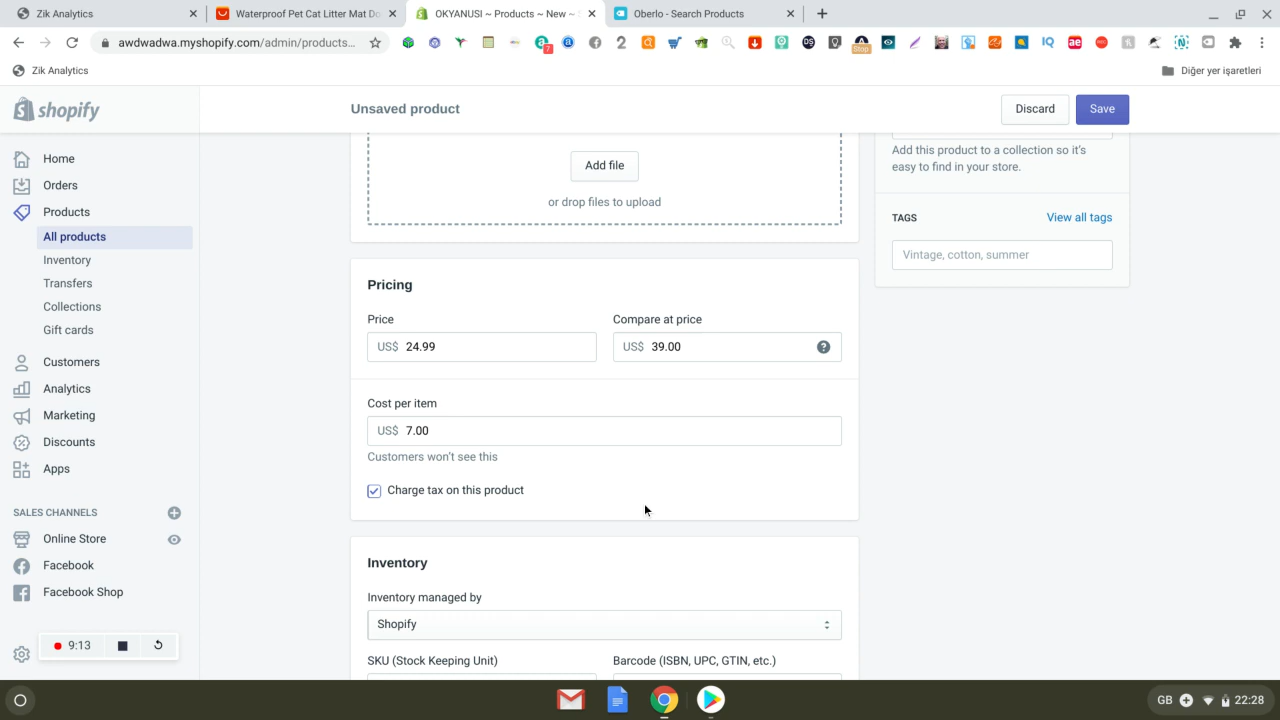 Zik Analytics
Waterproof Pet Cat Litter Mat Do
OKYANUSI ~ Products ~ New ~
Oberlo - Search Products
awdwadwa.myshopify.com/admin/products...
7
Stop
IQ
ae
Zik Analytics
Diğer yer işaretleri
shopify
Unsaved product
Discard
Save
Home
Orders
Products
All products
Inventory
Transfers
Collections
Gift cards
Customers
Analytics
Marketing
Discounts
Apps
SALES CHANNELS
Online Store
Facebook
Facebook Shop
9:13
Add file
or drop files to upload
Pricing
Price
Compare at price
US$ 24.99
US$ 39.00
Cost per item
US$ 7.00
Customers won't see this
Charge tax on this product
Inventory
Inventory managed by
Shopify
SKU (Stock Keeping Unit)
Barcode (ISBN, UPC, GTIN, etc.)
Add this product to a collection so it's
easy to find in your store.
TAGS
View all tags
Vintage, cotton, summer
GB
22:28